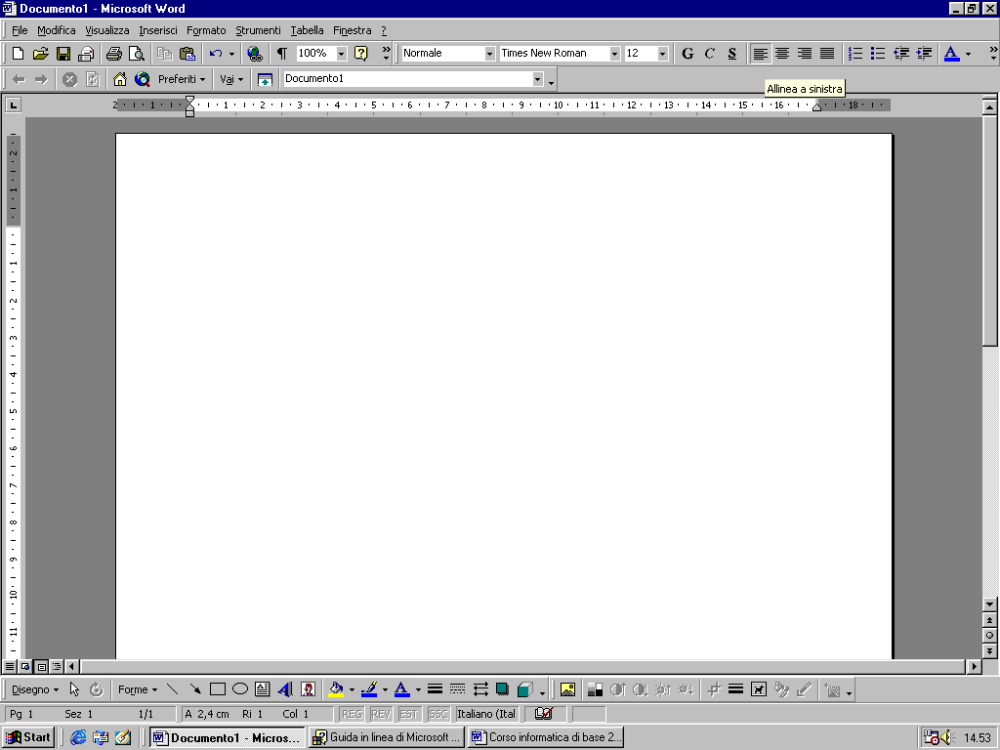 Documento1 - Microsoft Word
File Modifica Visualizza Inserisci Formato Strumenti Tabella Finestra ?
100% Normale Times New Roman 12 G C S
Preferiti Vai Documento1
Allinea a sinistra
2 1 1 2 3 4 5 6 7 8 9 10 11 12 13 14 15 16 18
2
1
1
2
3
4
5
6
7
8
9
10
11
Disegno Forme
Pg 1 Sez 1 1/1 A 2,4 cm Ri 1 Col 1 REG REV EST SSC Italiano (Ital
Start Documento1 - Micros... Guida in linea di Microsoft ... Corso informatica di base 2... 14.53